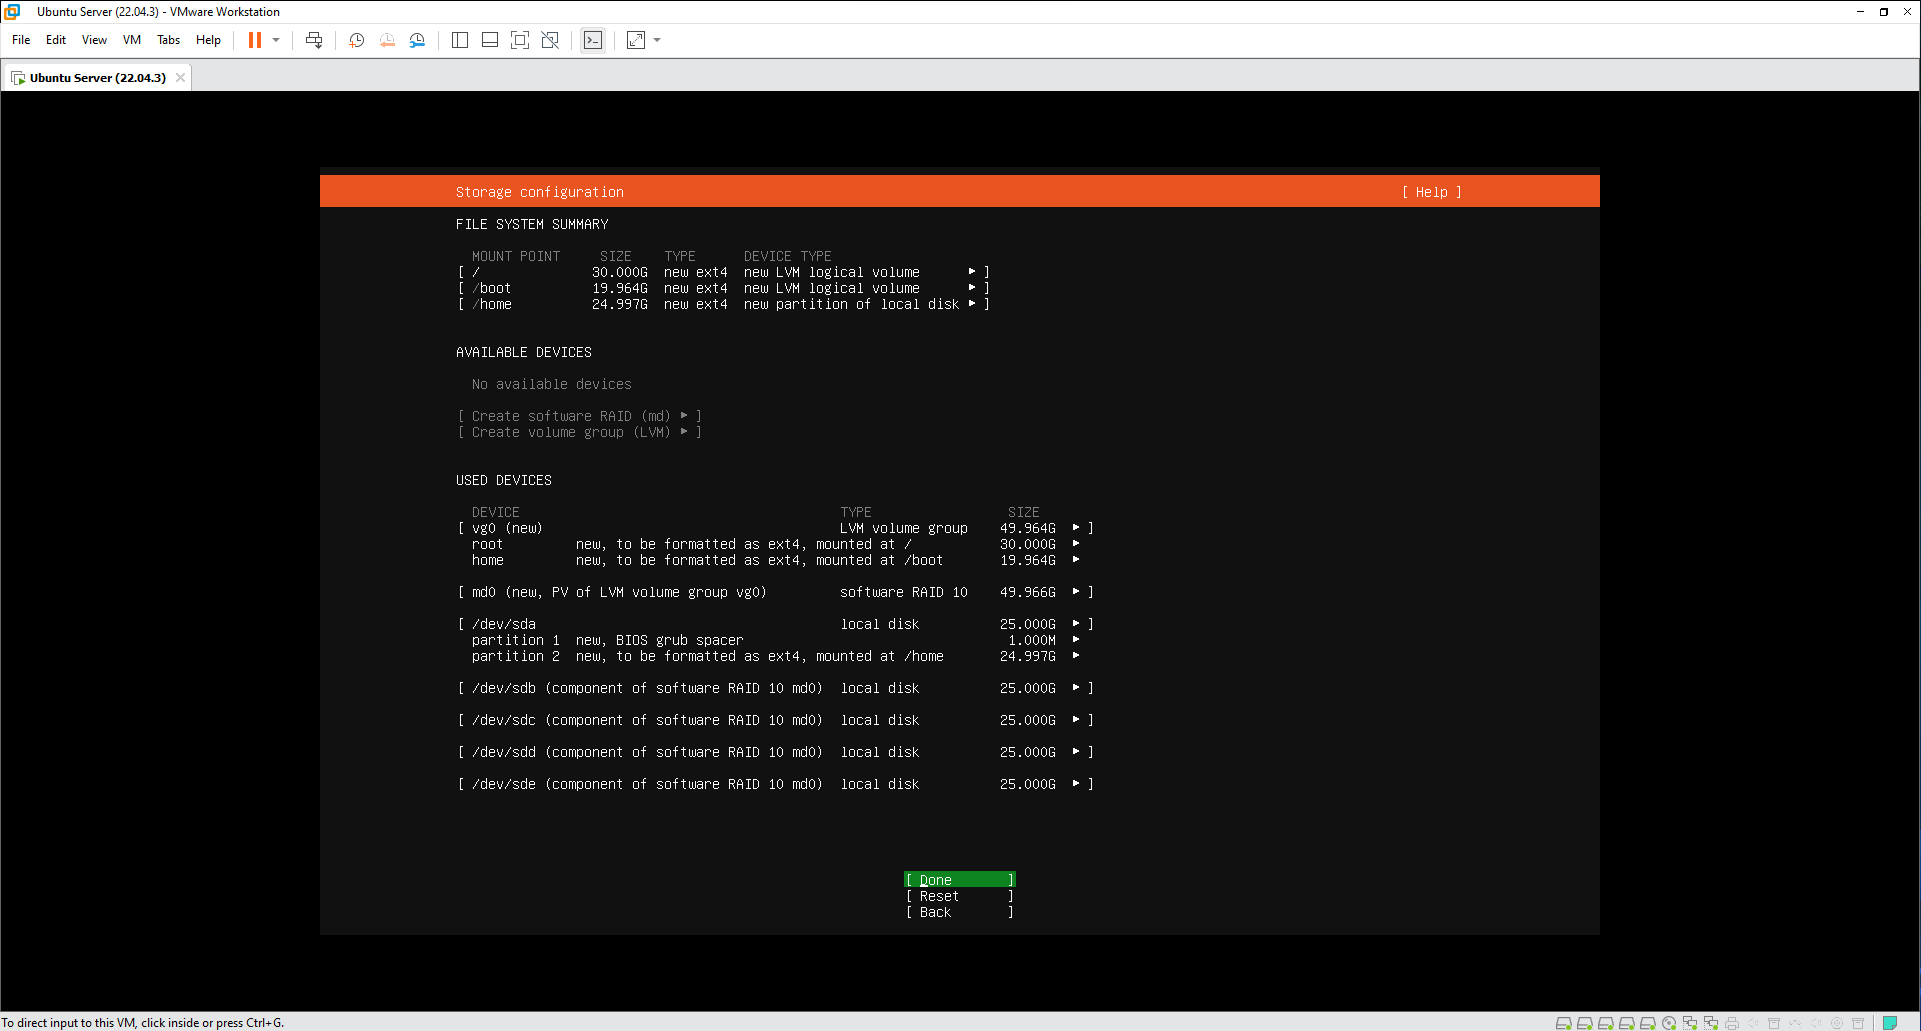 Ubuntu Server (22.04.3) - VMware Workstation
File Edit View VM Tabs Help
Ubuntu Server (22.04.3)
Storage configuration [ Help ]
FILE SYSTEM SUMMARY
MOUNT POINT SIZE TYPE DEVICE TYPE
[ / 30.000G new ext4 new LVM logical volume ▸ ]
[ /boot 19.964G new ext4 new LVM logical volume ▸ ]
[ /home 24.997G new ext4 new partition of local disk ▸ ]
AVAILABLE DEVICES
No available devices
[ Create software RAID (md) ▸ ]
[ Create volume group (LVM) ▸ ]
USED DEVICES
DEVICE TYPE SIZE
[ vg0 (new) LVM volume group 49.964G ▸ ]
root new, to be formatted as ext4, mounted at / 30.000G ▸
home new, to be formatted as ext4, mounted at /boot 19.964G ▸
[ md0 (new, PV of LVM volume group vg0) software RAID 10 49.966G ▸ ]
[ /dev/sda local disk 25.000G ▸ ]
partition 1 new, BIOS grub spacer 1.000M ▸
partition 2 new, to be formatted as ext4, mounted at /home 24.997G ▸
[ /dev/sdb (component of software RAID 10 md0) local disk 25.000G ▸ ]
[ /dev/sdc (component of software RAID 10 md0) local disk 25.000G ▸ ]
[ /dev/sdd (component of software RAID 10 md0) local disk 25.000G ▸ ]
[ /dev/sde (component of software RAID 10 md0) local disk 25.000G ▸ ]
[ Done ]
[ Reset ]
[ Back ]
To direct input to this VM, click inside or press Ctrl+G.